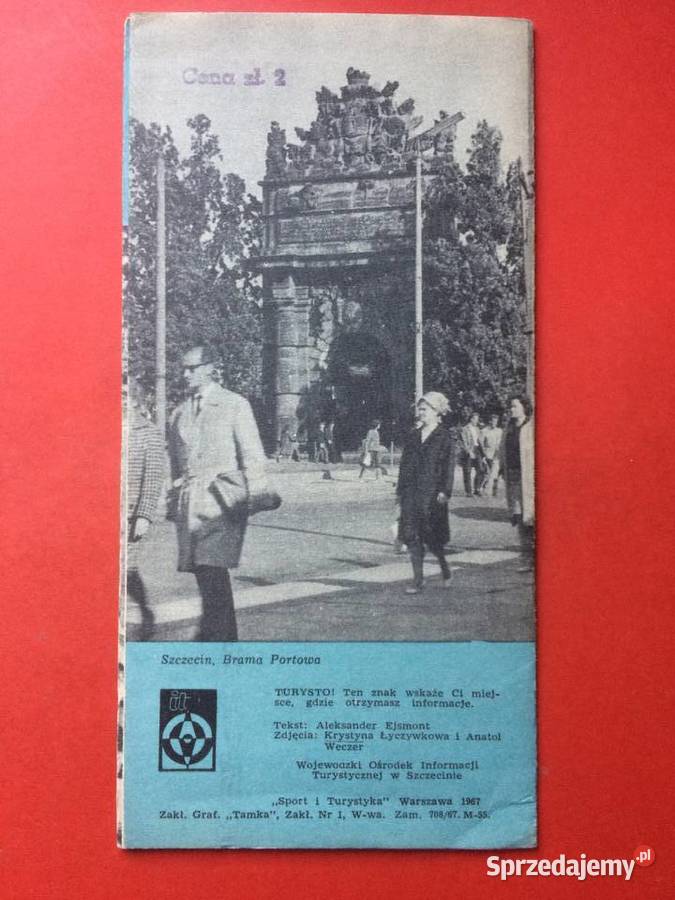 Cena zł. 2
Szczecin, Brama Portowa
it
TURYSTO! Ten znak wskaże Ci miej-
sce, gdzie otrzymasz informacje.
Tekst: Aleksander Ejsmont
Zdjęcia: Krystyna Łyczywkowa i Anatol
Weczer
Wojewódzki Ośrodek Informacji
Turystycznej w Szczecinie
„Sport i Turystyka" Warszawa 1967
Zakł. Graf. „Tamka", Zakł. Nr 1, W-wa. Zam. 708/67. M-55.
Sprzedajemy.pl